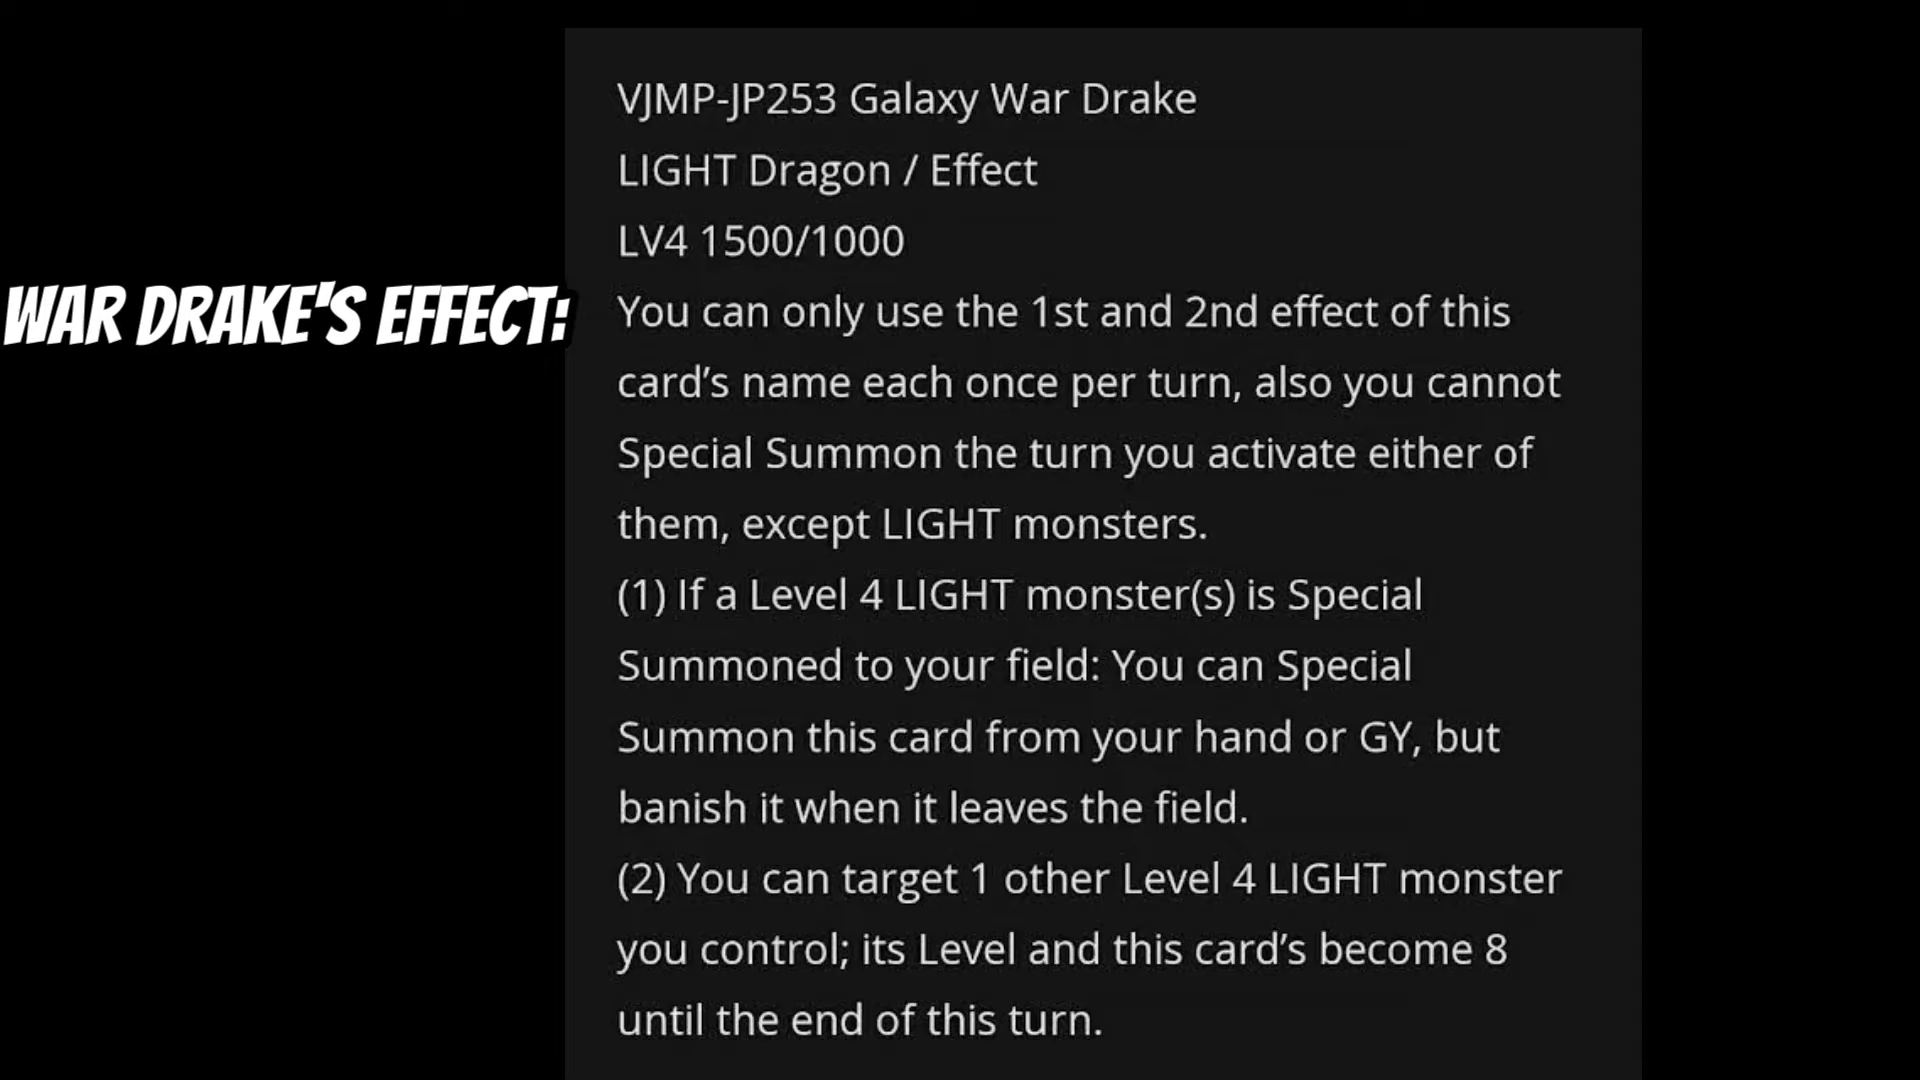 VJMP-JP253 Galaxy War Drake
LIGHT Dragon / Effect
LV4 1500/1000
WAR DRAKE'S EFFECT:
You can only use the 1st and 2nd effect of this
card’s name each once per turn, also you cannot
Special Summon the turn you activate either of
them, except LIGHT monsters.
(1) If a Level 4 LIGHT monster(s) is Special
Summoned to your field: You can Special
Summon this card from your hand or GY, but
banish it when it leaves the field.
(2) You can target 1 other Level 4 LIGHT monster
you control; its Level and this card’s become 8
until the end of this turn.